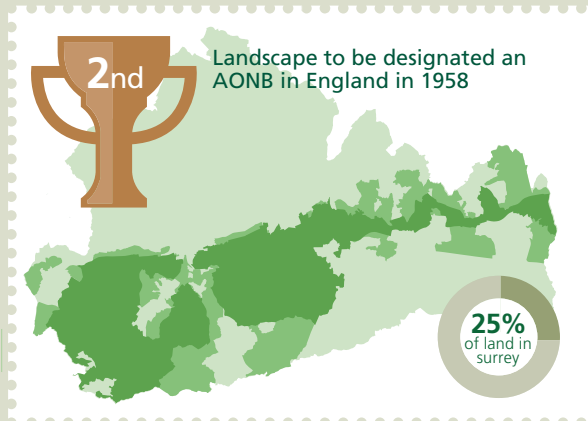 2nd
Landscape to be designated an
AONB in England in 1958
25%
of land in
surrey